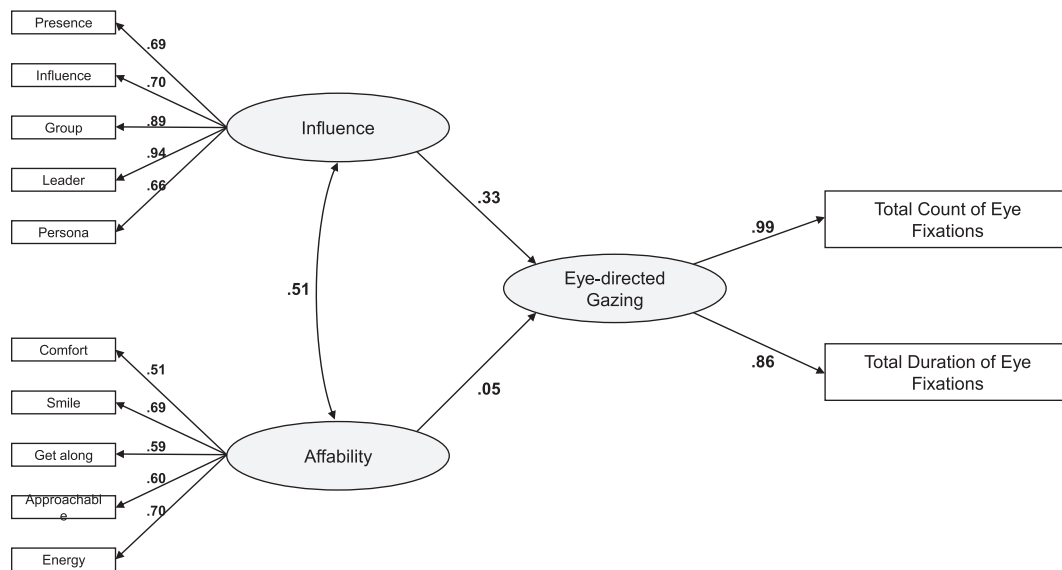 Presence
.69
Influence
.70
Group
.89
Leader
.94
Persona
.66
Influence
.33
.51
Eye-directed
Gazing
.99
Total Count of Eye
Fixations
.86
Total Duration of Eye
Fixations
Comfort
.51
Smile
.69
Get along
.59
Approachabl
e
.60
Energy
.70
Affability
.05